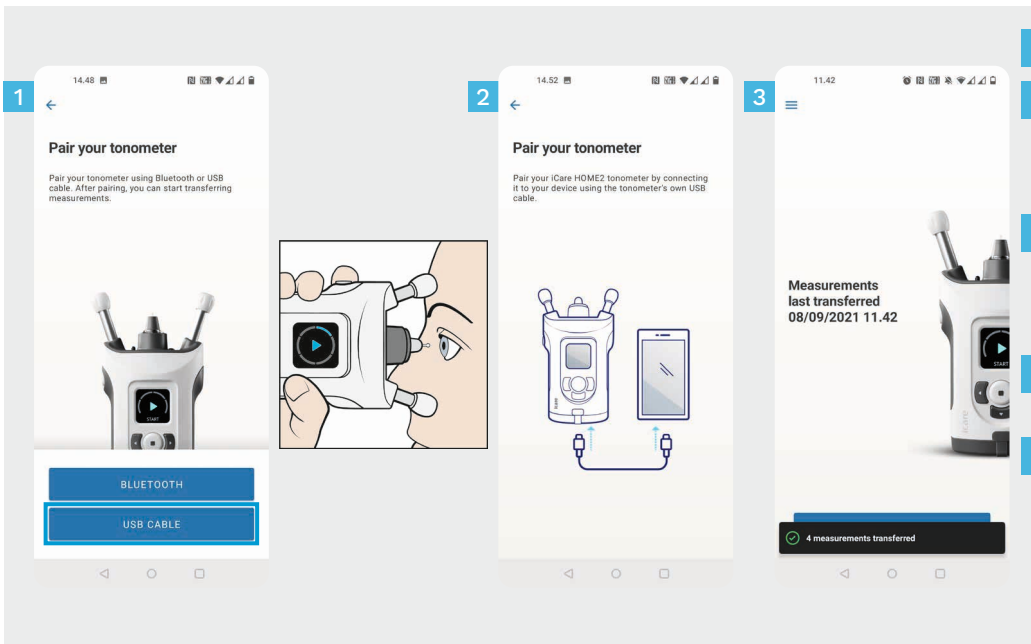 1
14.48
Pair your tonometer
Pair your tonometer using Bluetooth or USB
cable. After pairing, you can start transferring
measurements.
START
BLUETOOTH
USB CABLE
2
14.52
Pair your tonometer
Pair your iCare HOME2 tonometer by connecting
it to your device using the tonometer's own USB
cable.
icare
3
11.42
Measurements
last transferred
08/09/2021 11.42
START
icare
4 measurements transferred